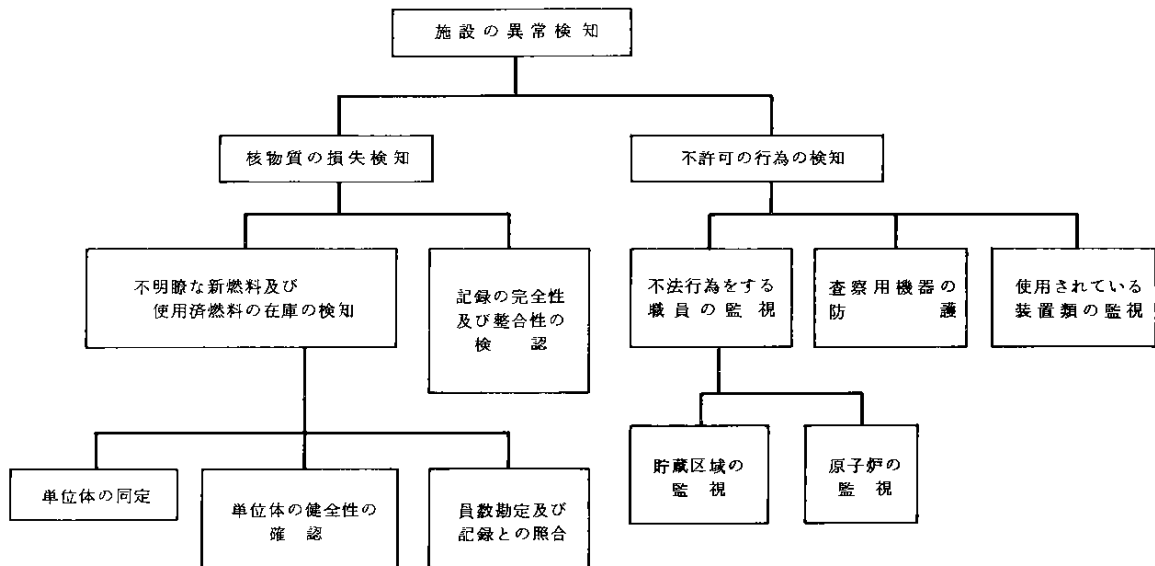 施設の異常検知
核物質の損失検知
不許可の行為の検知
不明瞭な新燃料及び
使用済燃料の在庫の検知
記録の完全性
及び整合性の
検認
不法行為をする
職員の監視
査察用機器の
防護
使用されている
装置類の監視
単位体の同定
単位体の健全性の
確認
員数勘定及び
記録との照合
貯蔵区域の
監視
原子炉の
監視